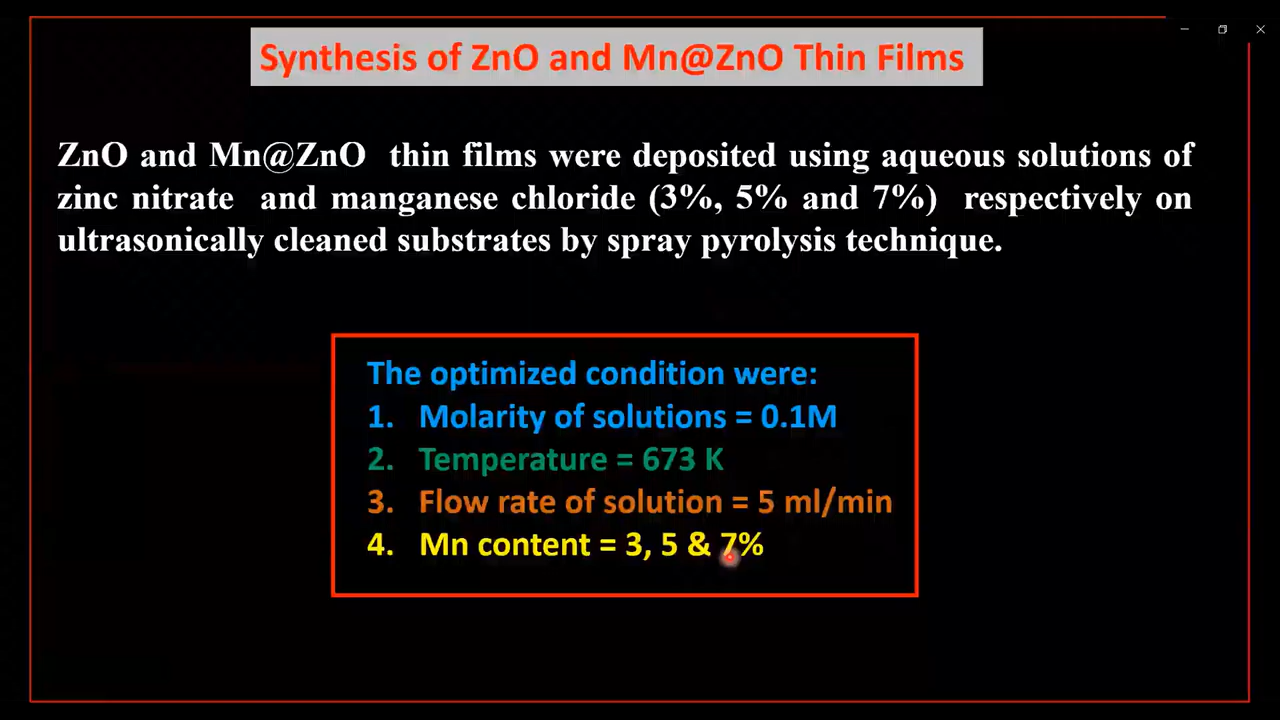 Synthesis of ZnO and Mn@ZnO Thin Films
ZnO and Mn@ZnO thin films were deposited using aqueous solutions of
zinc nitrate and manganese chloride (3%, 5% and 7%) respectively on
ultrasonically cleaned substrates by spray pyrolysis technique.
The optimized condition were:
1. Molarity of solutions = 0.1M
2. Temperature = 673 K
3. Flow rate of solution = 5 ml/min
4. Mn content = 3, 5 & 7%